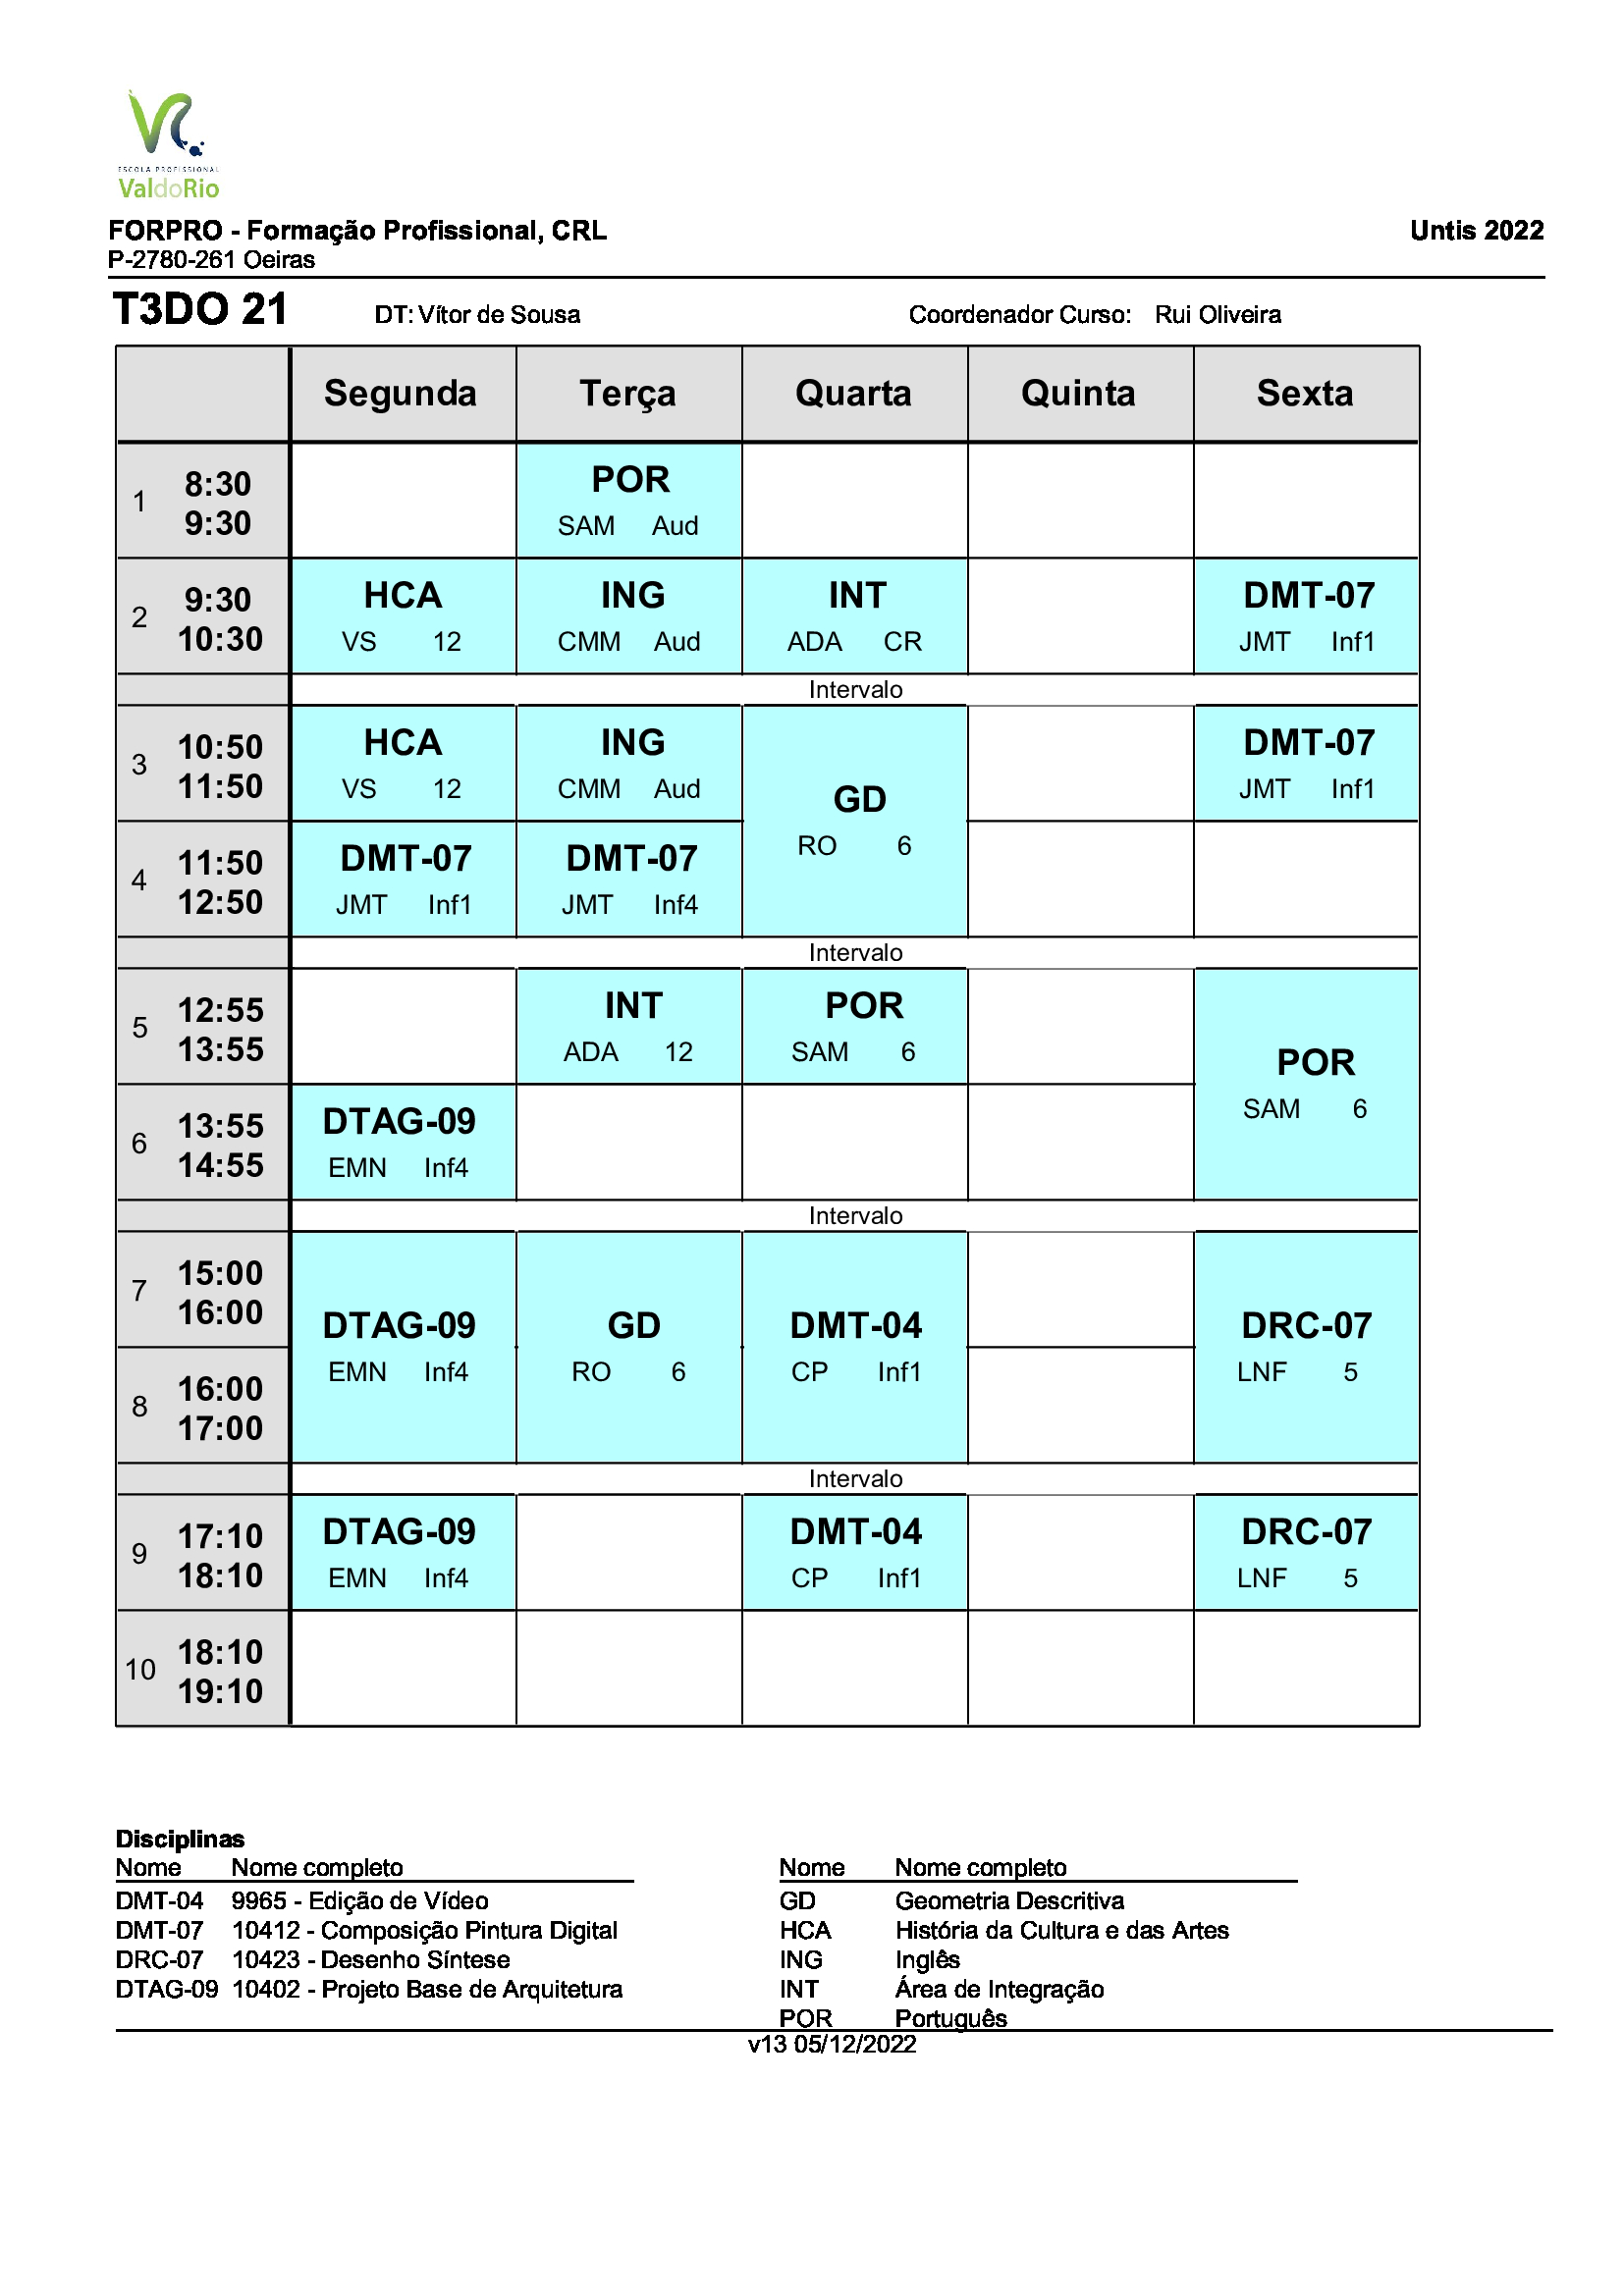 ESCOLA PROFISSIONAL
ValdoRio
FORPRO - Formação Profissional, CRL Untis 2022
P-2780-261 Oeiras
T3DO 21 DT: Vítor de Sousa Coordenador Curso: Rui Oliveira
Segunda Terça Quarta Quinta Sexta
1 8:30 9:30 POR SAM Aud
2 9:30 10:30 HCA VS 12 ING CMM Aud INT ADA CR DMT-07 JMT Inf1
Intervalo
3 10:50 11:50 HCA VS 12 ING CMM Aud GD RO 6 DMT-07 JMT Inf1
4 11:50 12:50 DMT-07 JMT Inf1 DMT-07 JMT Inf4
Intervalo
5 12:55 13:55 INT ADA 12 POR SAM 6 POR SAM 6
6 13:55 14:55 DTAG-09 EMN Inf4
Intervalo
7 15:00 16:00 DTAG-09 EMN Inf4 GD RO 6 DMT-04 CP Inf1 DRC-07 LNF 5
8 16:00 17:00
Intervalo
9 17:10 18:10 DTAG-09 EMN Inf4 DMT-04 CP Inf1 DRC-07 LNF 5
10 18:10 19:10
Disciplinas
Nome Nome completo Nome Nome completo
DMT-04 9965 - Edição de Vídeo GD Geometria Descritiva
DMT-07 10412 - Composição Pintura Digital HCA História da Cultura e das Artes
DRC-07 10423 - Desenho Síntese ING Inglês
DTAG-09 10402 - Projeto Base de Arquitetura INT Área de Integração
POR Português
v13 05/12/2022